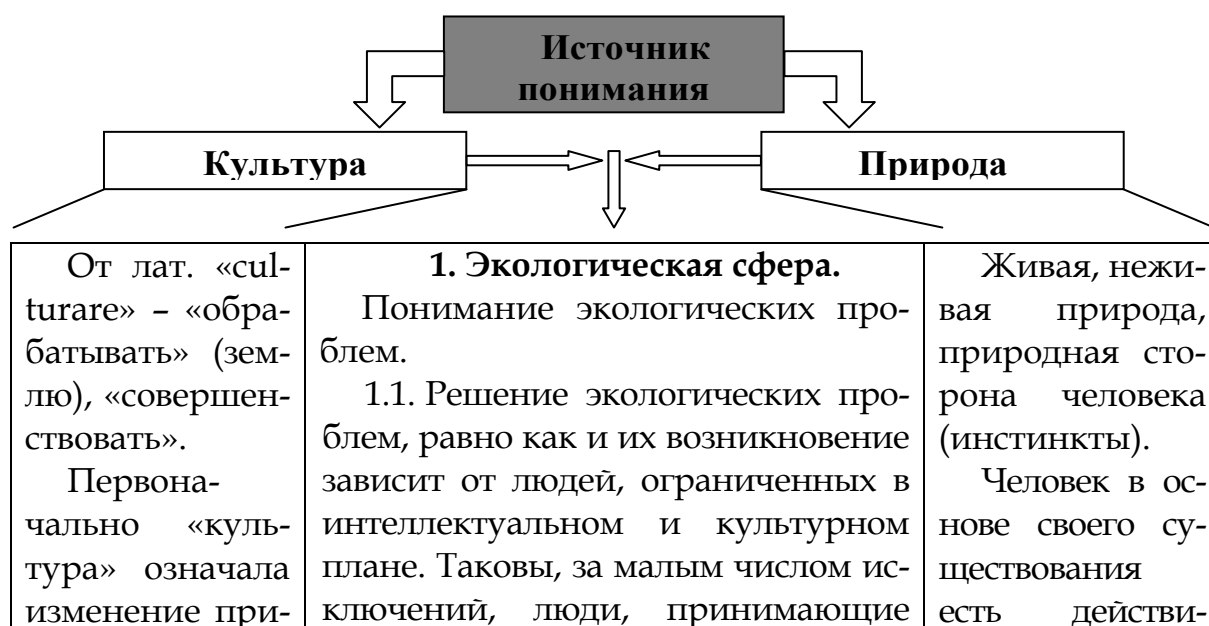 Источник
понимания
Культура
Природа
От лат. «cul-
turare» – «обра-
батывать» (зем-
лю), «совершен-
ствовать».
Первона-
чально «куль-
тура» означала
изменение при-
1. Экологическая сфера.
Понимание экологических про-
блем.
1.1. Решение экологических про-
блем, равно как и их возникновение
зависит от людей, ограниченных в
интеллектуальном и культурном
плане. Таковы, за малым числом ис-
ключений, люди, принимающие
Живая, нежи-
вая природа,
природная сто-
рона человека
(инстинкты).
Человек в ос-
нове своего су-
ществования
есть действи-